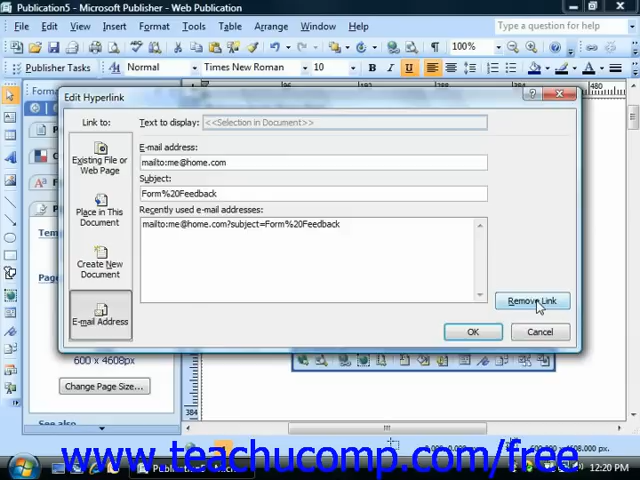 Publication5 - Microsoft Publisher - Web Publication
File Edit View Insert Format Tools Table Arrange Window Help
Type a question for help
100%
Publisher Tasks Normal Times New Roman 10 B I U
Edit Hyperlink
Link to: Text to display: <<Selection in Document>>
E-mail address:
mailto:me@home.com
Subject:
Form%20Feedback
Recently used e-mail addresses:
mailto:me@home.com?subject=Form%20Feedback
Existing File or
Web Page
Place in This
Document
Create New
Document
E-mail Address
Remove Link
OK Cancel
600 x 4608px
Change Page Size...
See also
384
www.teachucomp.com/free
12:20 PM